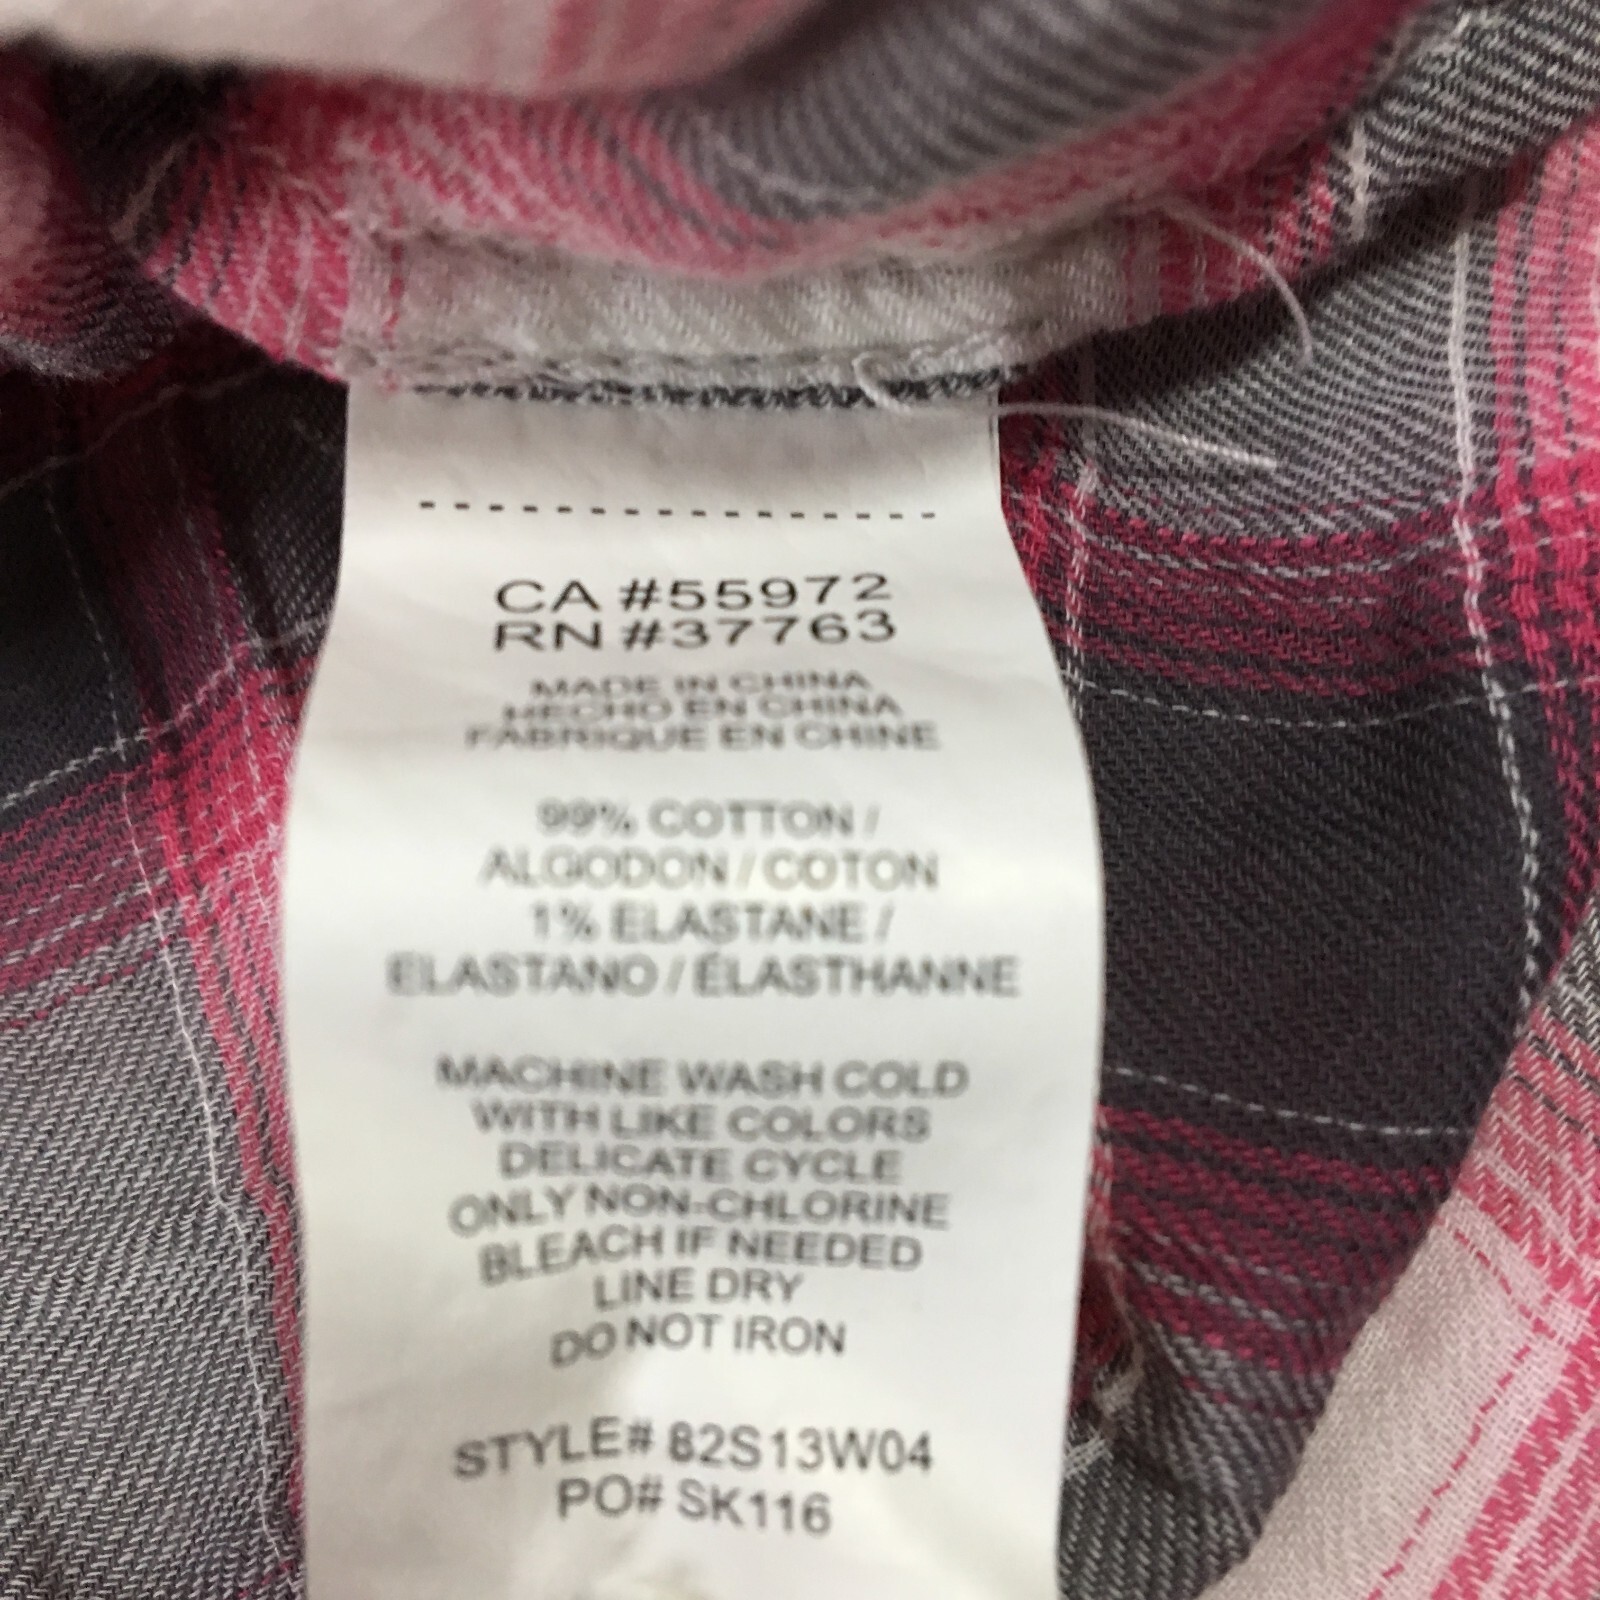 CA #55972
RN #37763
MADE IN CHINA
HECHO EN CHINA
FABRIQUE EN CHINE
99% COTTON /
ALGODON / COTON
1% ELASTANE /
ELASTANO / ÉLASTHANNE
MACHINE WASH COLD
WITH LIKE COLORS
DELICATE CYCLE
ONLY NON-CHLORINE
BLEACH IF NEEDED
LINE DRY
DO NOT IRON
STYLE# 82S13W04
PO# SK116